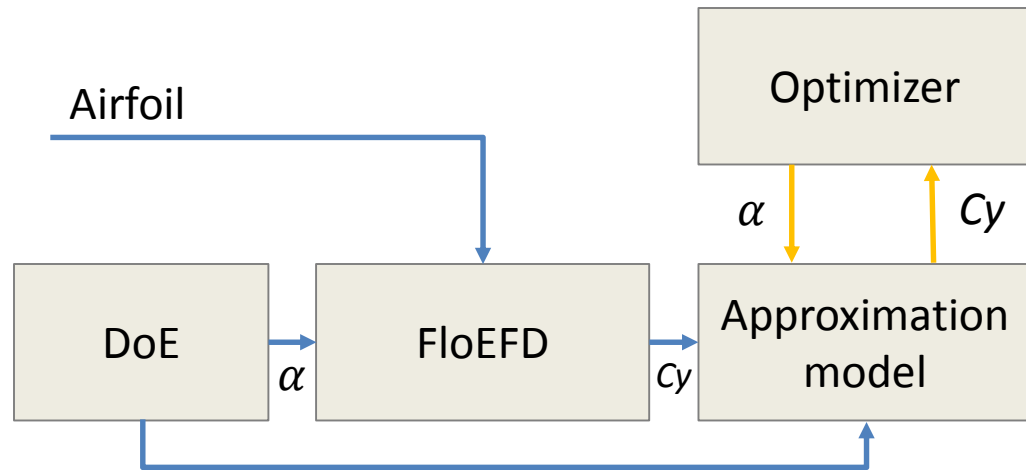 Optimizer
Airfoil
α
Cy
DoE
α
FloEFD
Cy
Approximation
model